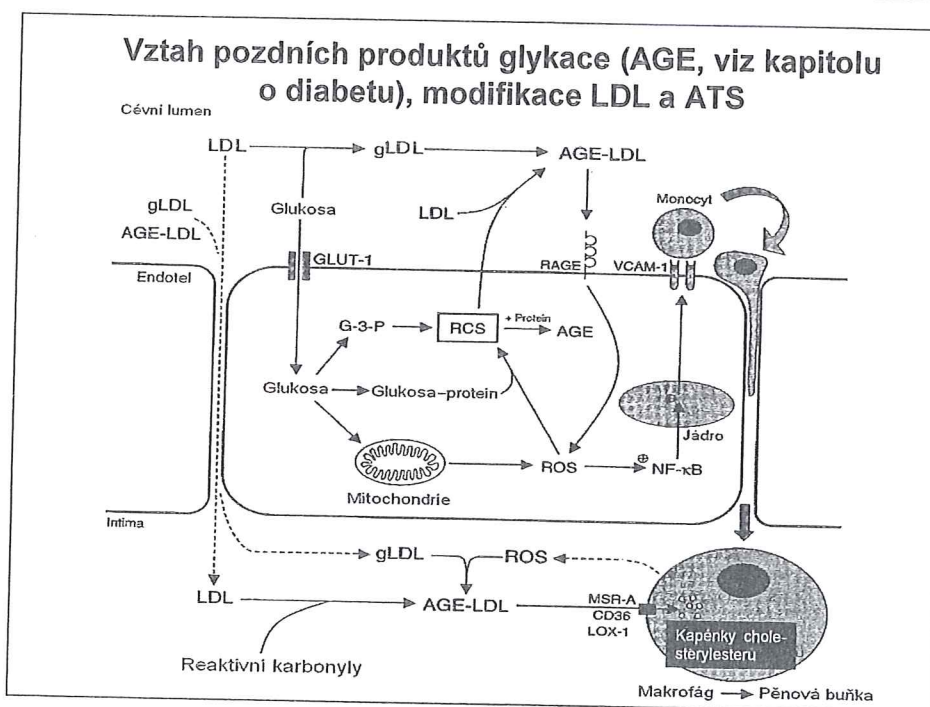 Vztah pozdních produktů glykace (AGE, viz kapitolu
o diabetu), modifikace LDL a ATS
Cévní lumen
LDL
gLDL
AGE-LDL
Glukosa
LDL
Monocyt
gLDL
AGE-LDL
GLUT-1
RAGE
VCAM-1
Endotel
G-3-P
RCS
+ Protein
AGE
Glukosa
Glukosa–protein
Jádro
ROS
⊕
NF-κB
Mitochondrie
Intima
gLDL
ROS
LDL
AGE-LDL
MSR-A
CD36
LOX-1
Kapénky chole-
sterylesterů
Reaktivní karbonyly
Makrofág
Pěnová buňka